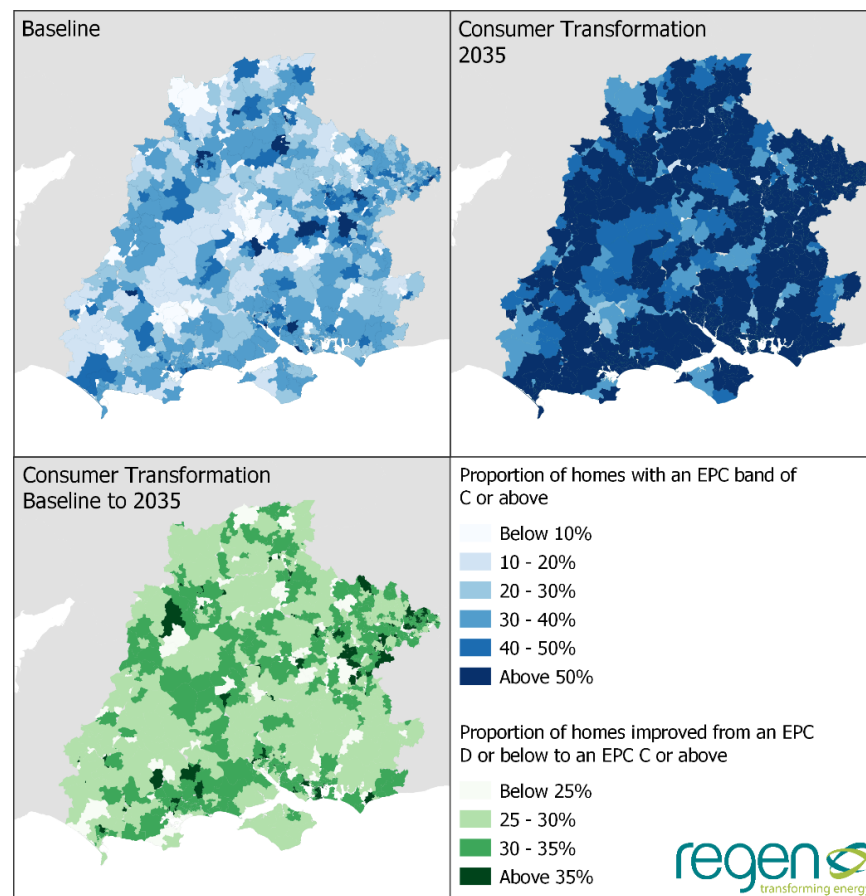 Baseline
Consumer Transformation
2035
Consumer Transformation
Baseline to 2035
Proportion of homes with an EPC band of
C or above
Below 10%
10 - 20%
20 - 30%
30 - 40%
40 - 50%
Above 50%
Proportion of homes improved from an EPC
D or below to an EPC C or above
Below 25%
25 - 30%
30 - 35%
Above 35%
regen
transforming energ